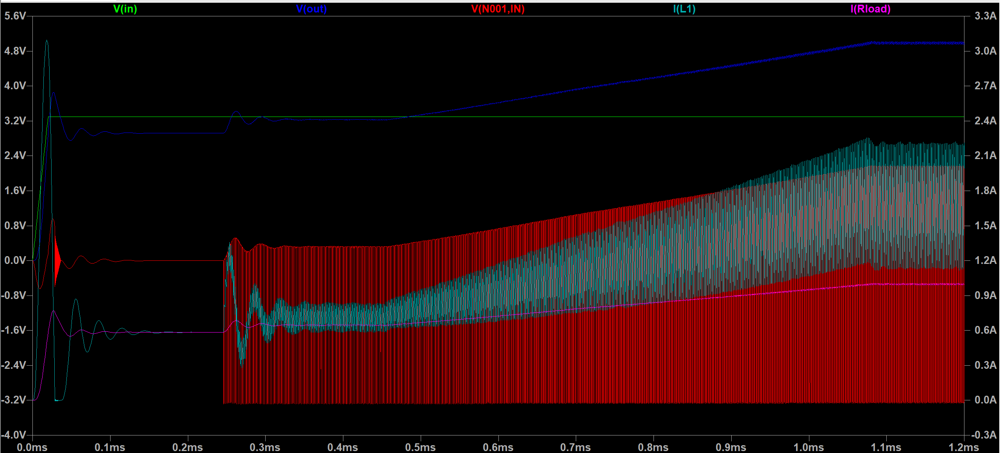 V(in) V(out) V(N001,IN) I(L1) I(Rload)
5.6V 3.3A
4.8V 3.0A
4.0V 2.7A
3.2V 2.4A
2.4V 2.1A
1.6V 1.8A
0.8V 1.5A
0.0V 1.2A
-0.8V 0.9A
-1.6V 0.6A
-2.4V 0.3A
-3.2V 0.0A
-4.0V -0.3A
0.0ms 0.1ms 0.2ms 0.3ms 0.4ms 0.5ms 0.6ms 0.7ms 0.8ms 0.9ms 1.0ms 1.1ms 1.2ms